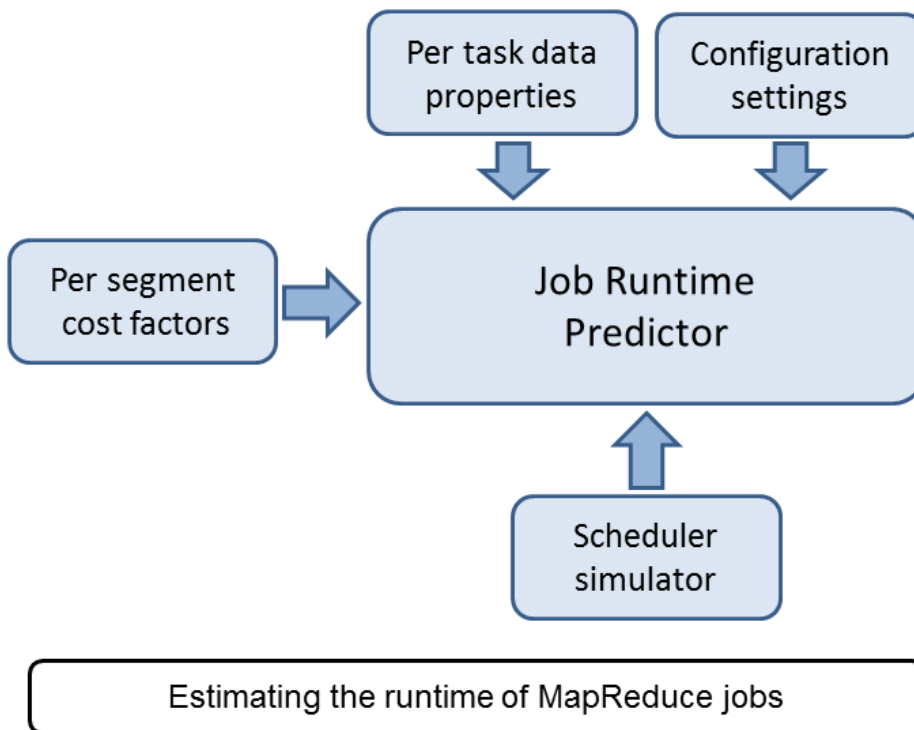 Per task data
properties
Configuration
settings
Per segment
cost factors
Job Runtime
Predictor
Scheduler
simulator
Estimating the runtime of MapReduce jobs